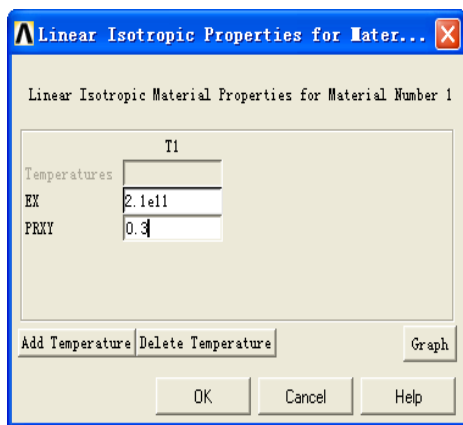 Linear Isotropic Properties for Mater...
Linear Isotropic Material Properties for Material Number 1
T1
Temperatures
EX 2.1e11
PRXY 0.3
Add Temperature Delete Temperature Graph
OK Cancel Help